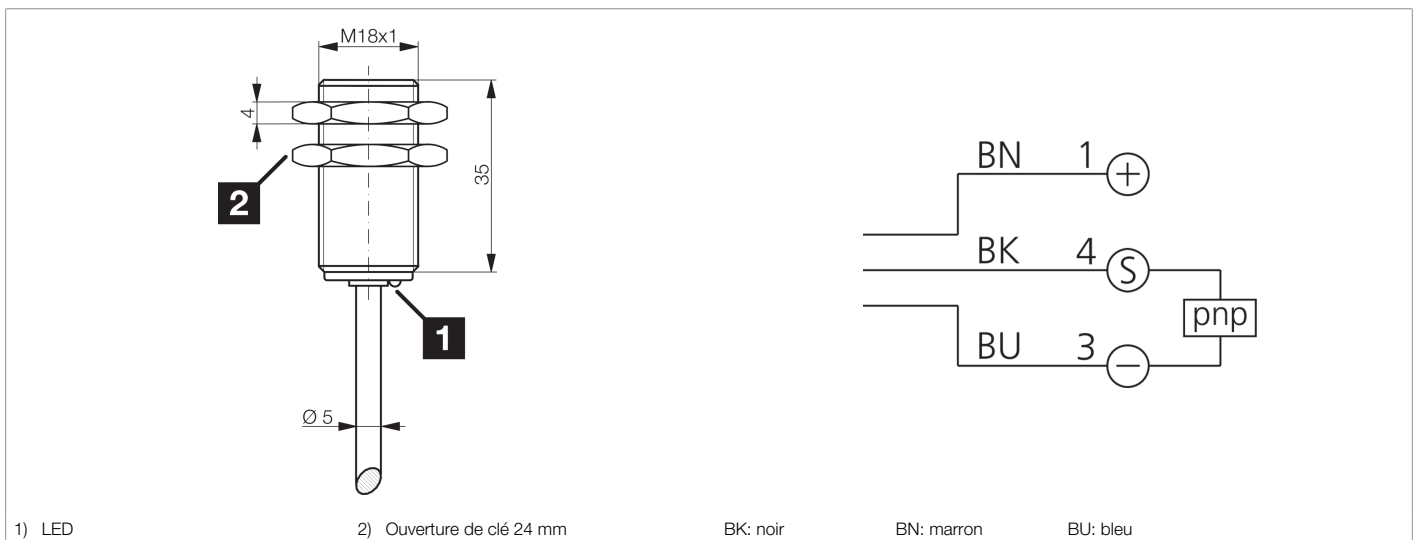 M18x1
4
35
2
1
Ø 5
BN 1 +
BK 4 S
pnp
BU 3 −
1) LED 2) Ouverture de clé 24 mm BK: noir BN: marron BU: bleu